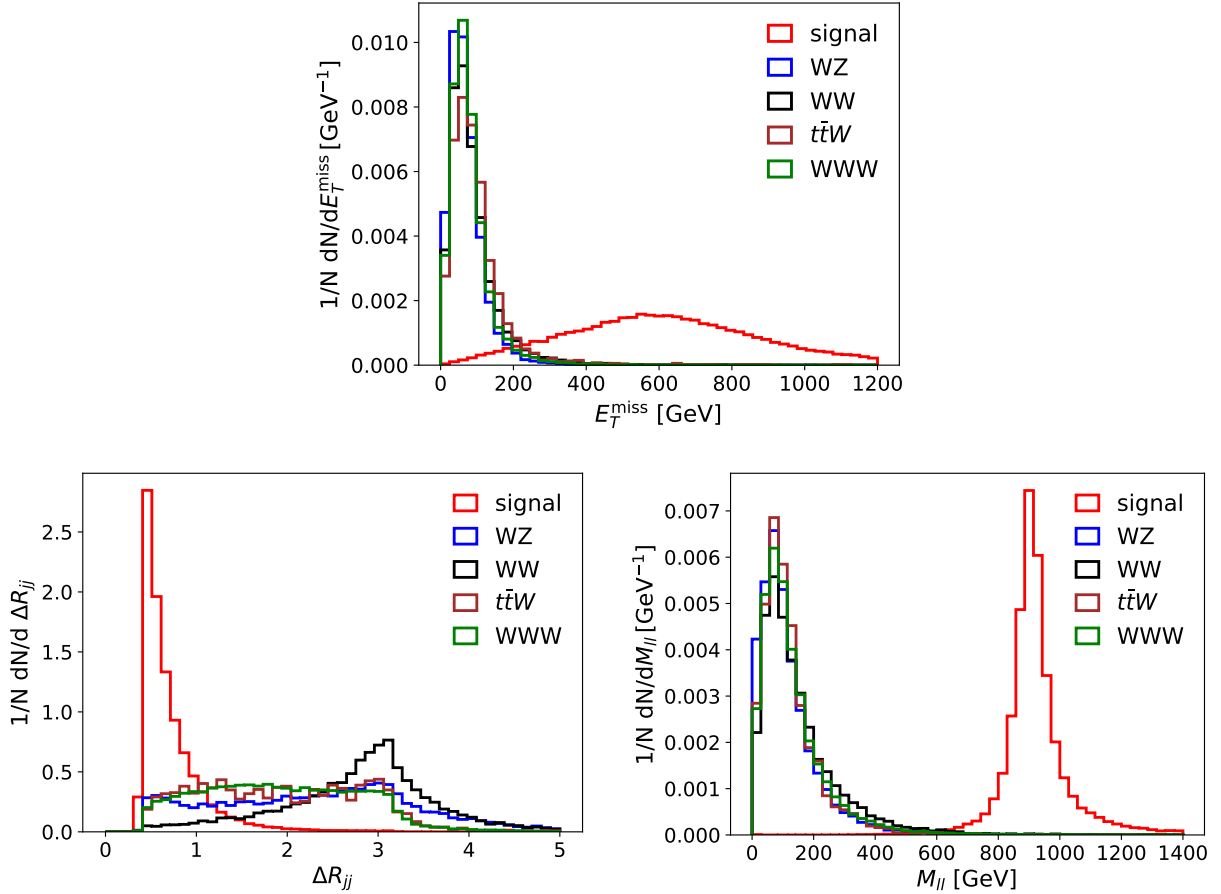 1/N dN/dE_T^miss [GeV⁻¹]
0.010
0.008
0.006
0.004
0.002
0.000
signal
WZ
WW
tt̄W
WWW
0 200 400 600 800 1000 1200
E_T^miss [GeV]
1/N dN/d ΔR_jj
2.5
2.0
1.5
1.0
0.5
0.0
signal
WZ
WW
tt̄W
WWW
0 1 2 3 4 5
ΔR_jj
1/N dN/dM_ll [GeV⁻¹]
0.007
0.006
0.005
0.004
0.003
0.002
0.001
0.000
signal
WZ
WW
tt̄W
WWW
0 200 400 600 800 1000 1200 1400
M_ll [GeV]